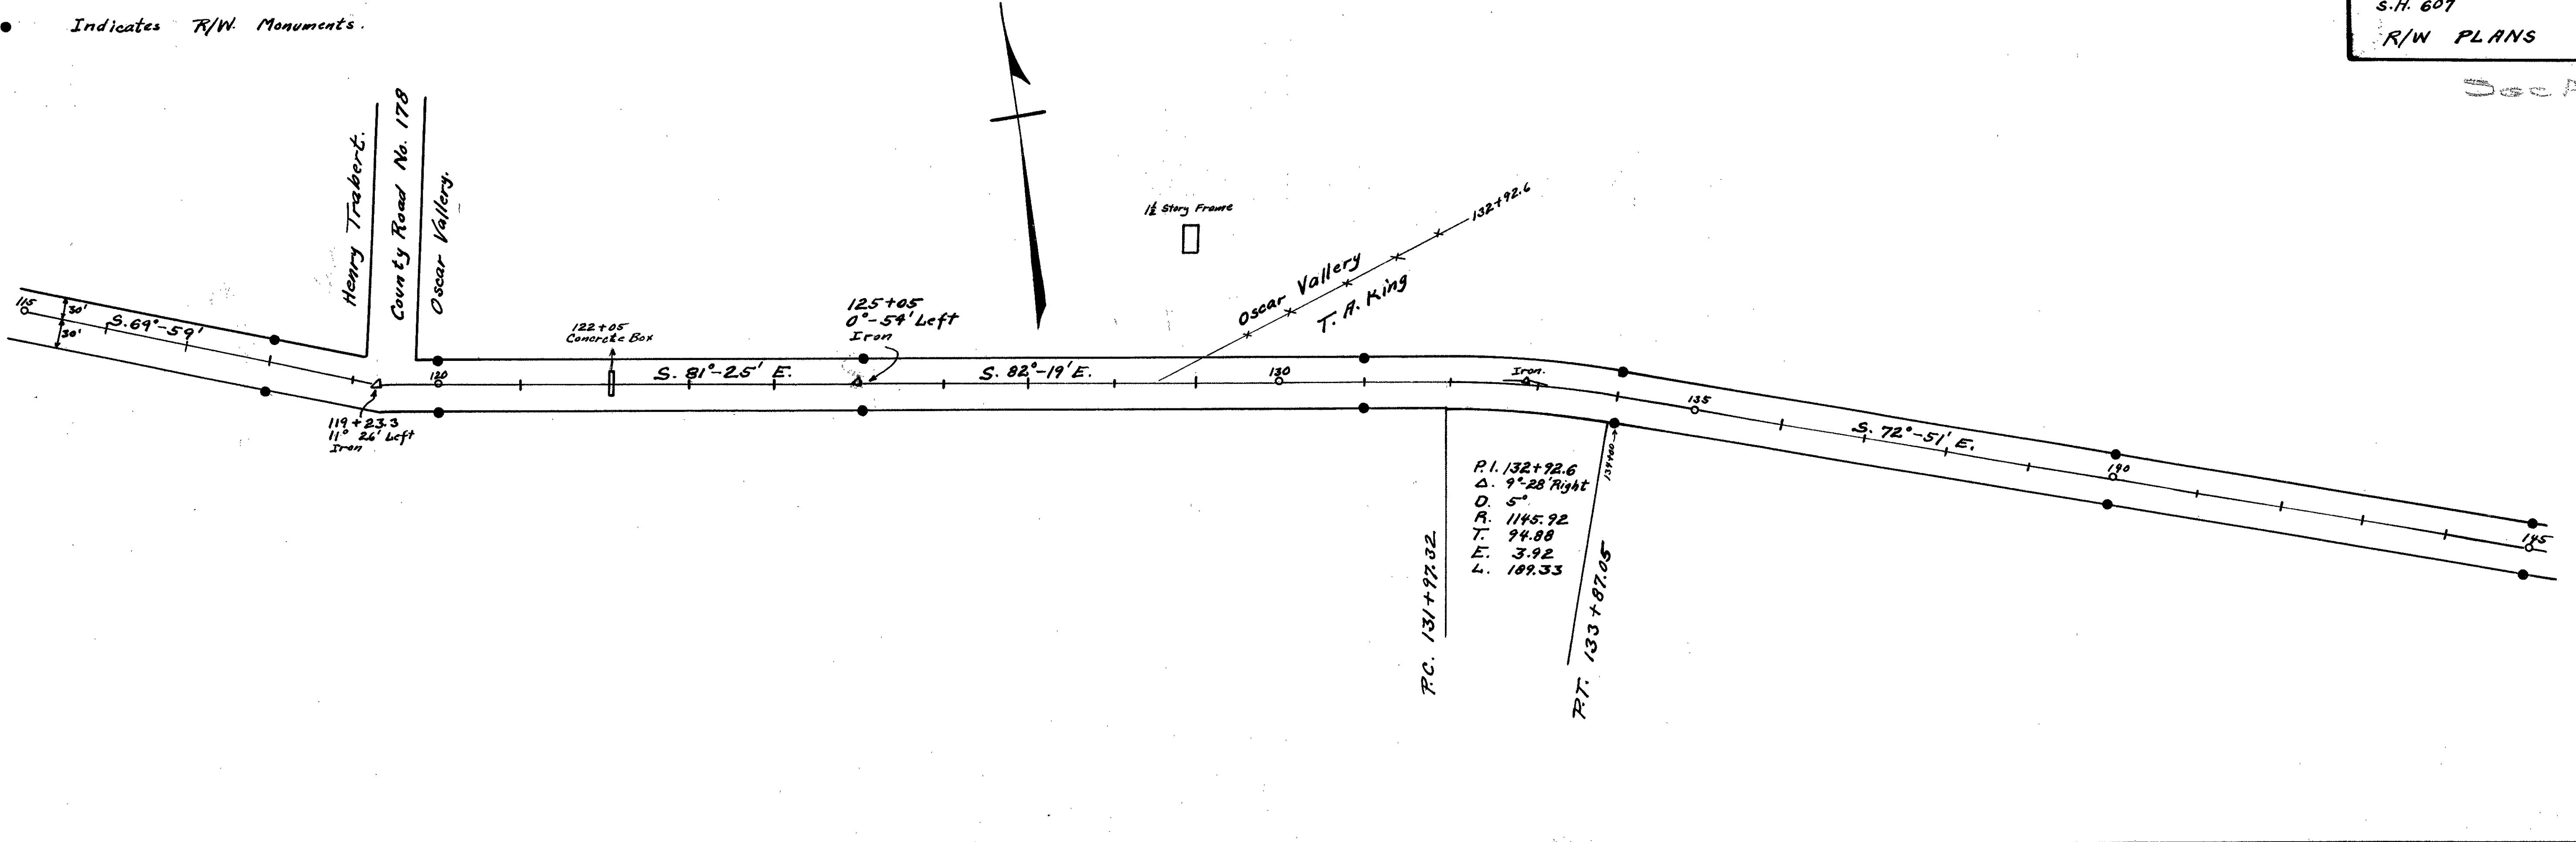 Indicates R/W. Monuments.
S.H. 607
R/W PLANS
Henry Trabert.
County Road No. 178
Oscar Vallery.
1½ Story Frame
132+92.6
Oscar Vallery
T. A. King
115
30'
30'
S. 69°-59'
119+23.3
11° 26' Left
Iron
120
122+05
Concrete Box
S. 81°-25' E.
125+05
0°-54' Left
Iron
S. 82°-19' E.
130
Iron.
135
S. 72°-51' E.
140
145
P.I. 132+92.6
Δ. 9°-28' Right
D. 5°
R. 1145.92
T. 94.88
E. 3.92
L. 189.33
134+00
P.C. 131+97.32
P.T. 133+87.05